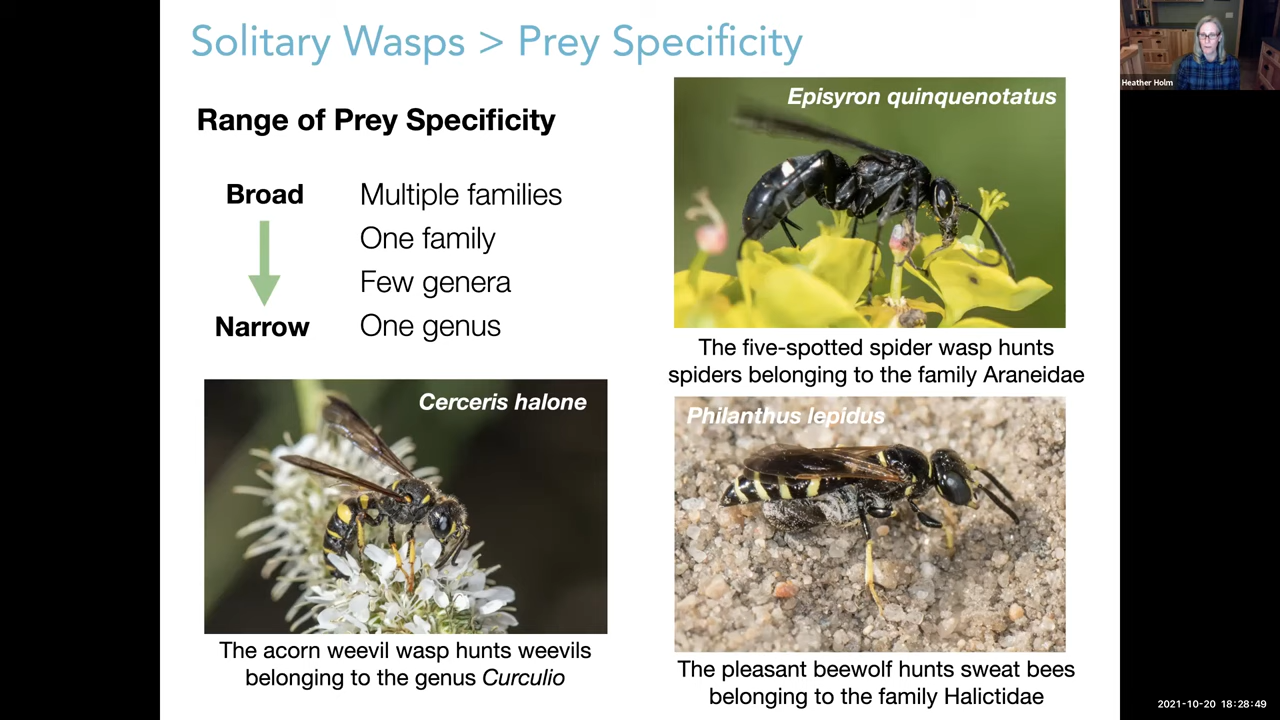 Solitary Wasps > Prey Specificity
Heather Holm
Range of Prey Specificity
Broad
Multiple families
One family
Few genera
Narrow
One genus
Episyron quinquenotatus
The five-spotted spider wasp hunts
spiders belonging to the family Araneidae
Cerceris halone
The acorn weevil wasp hunts weevils
belonging to the genus Curculio
Philanthus lepidus
The pleasant beewolf hunts sweat bees
belonging to the family Halictidae
2021-10-20 18:28:49